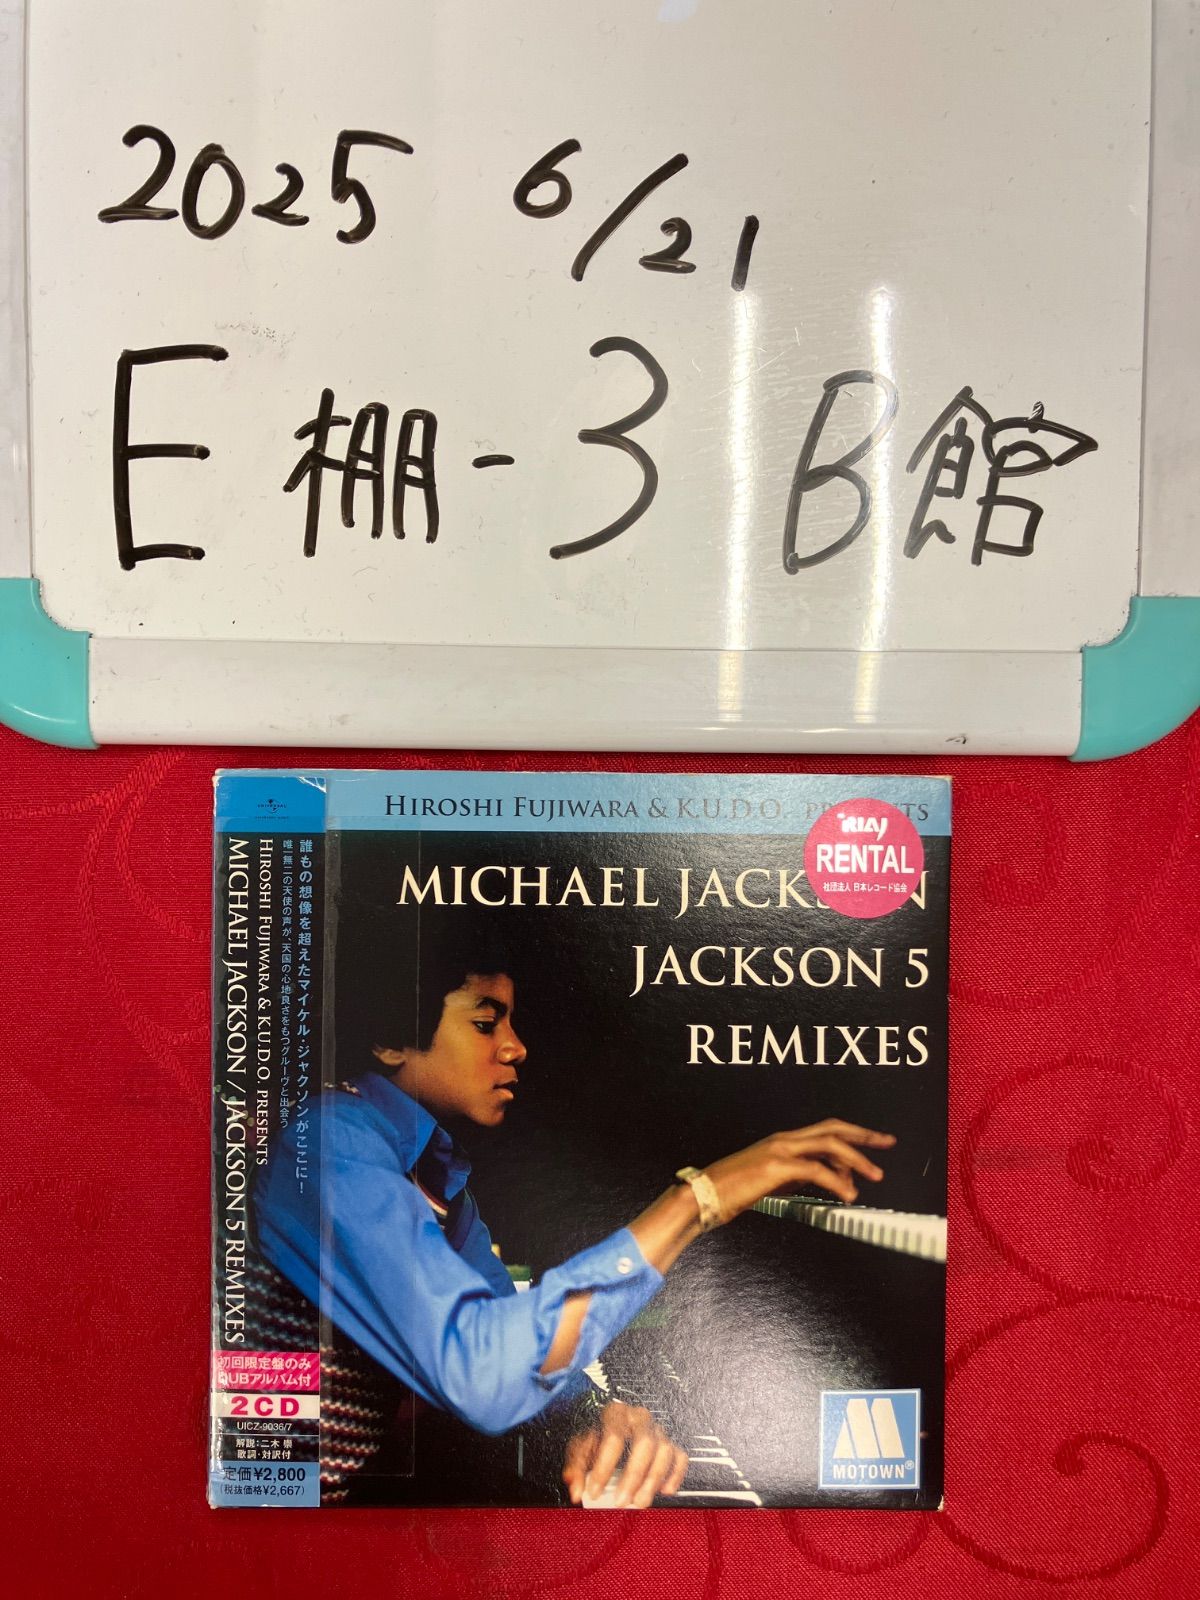 2025 6/21
E棚-3 B館
HIROSHI FUJIWARA & K.U.D.O.
MICHAEL JACKSON
JACKSON 5
REMIXES
RIAJ
RENTAL
社団法人 日本レコード協会
MOTOWN®
UNIVERSAL
誰もの想像を超えたマイケル・ジャクソンがここに!
唯一無二の天使の声が、天国の心地良さをもつグルーヴと出会う
HIROSHI FUJIWARA & K.U.D.O. PRESENTS
MICHAEL JACKSON / JACKSON 5 REMIXES
初回限定盤のみ
DUBアルバム付
2CD
UICZ-9036/7
解説:二木 崇
歌詞・対訳付
定価¥2,800
(税抜価格¥2,667)